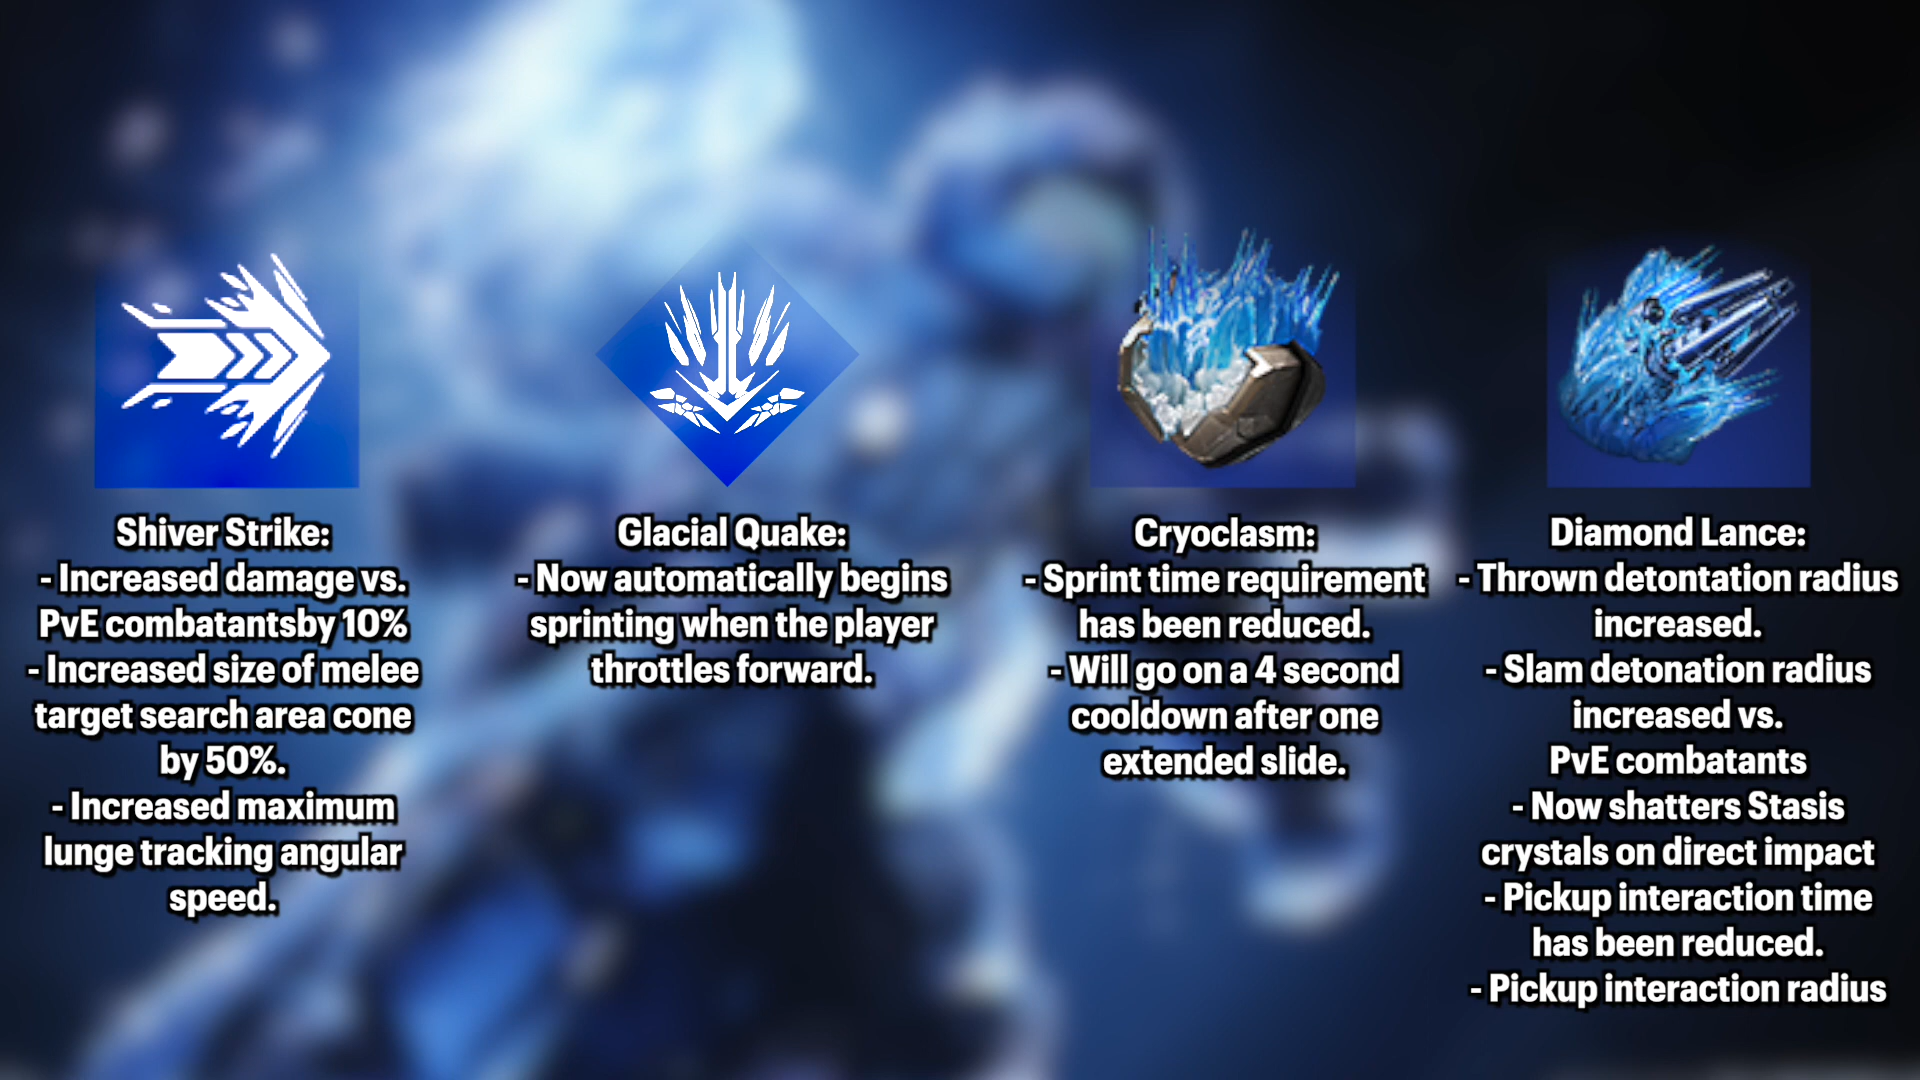 Shiver Strike:
- Increased damage vs.
PvE combatantsby 10%
- Increased size of melee
target search area cone
by 50%.
- Increased maximum
lunge tracking angular
speed.
Glacial Quake:
- Now automatically begins
sprinting when the player
throttles forward.
Cryoclasm:
- Sprint time requirement
has been reduced.
- Will go on a 4 second
cooldown after one
extended slide.
Diamond Lance:
- Thrown detontation radius
increased.
- Slam detonation radius
increased vs.
PvE combatants
- Now shatters Stasis
crystals on direct impact
- Pickup interaction time
has been reduced.
- Pickup interaction radius